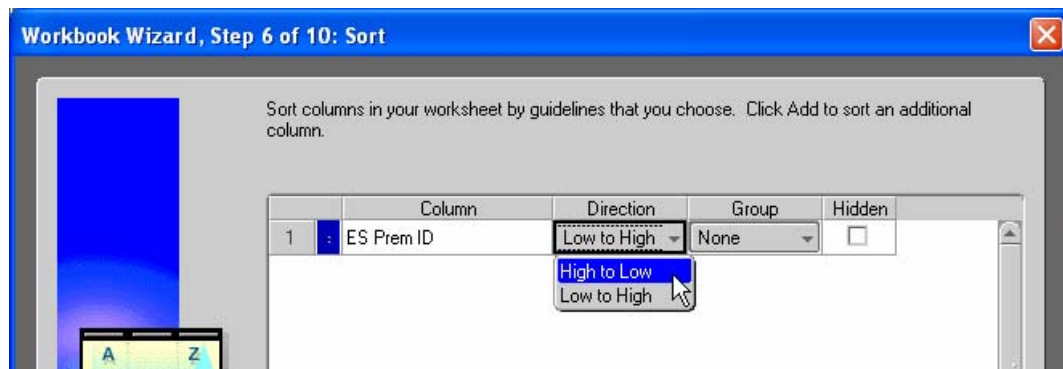 Workbook Wizard, Step 6 of 10: Sort
Sort columns in your worksheet by guidelines that you choose.  Click Add to sort an additional
column.
Column Direction Group Hidden
1 : ES Prem ID Low to High None
High to Low
Low to High
A Z